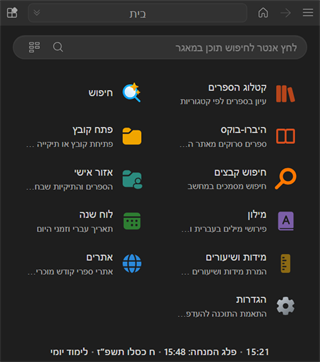 בית
לחץ אנטר לחיפוש תוכן במאגר
קטלוג הספרים
עיון בספרים לפי קטגוריות
חיפוש
היברו-בוקס
ספרים סרוקים מאתר ה...
פתח קובץ
פתיחת קובץ או תיקייה ...
חיפוש קבצים
חיפוש מסמכים במחשב
אזור אישי
הספרים והתיקיות שבח...
מילון
פירושי מילים בעברית ו...
לוח שנה
תאריך עברי וזמני היום
מידות ושיעורים
המרת מידות ושיעורים ...
אתרים
אתרי ספרי קודש מוכרי...
הגדרות
התאמת התוכנה להעדפ...
15:21 · פלג המנחה: 15:48 · ח כסלו תשפ"ז · לימוד יומי